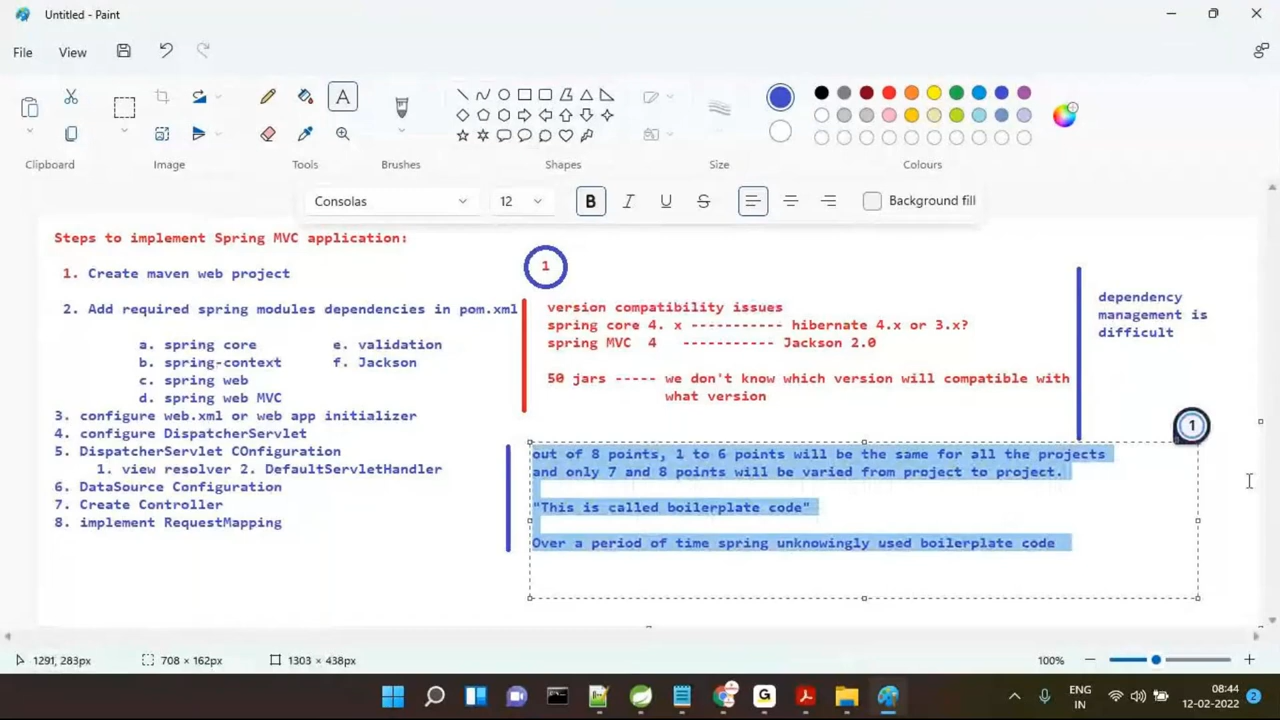 Untitled - Paint
File View
Clipboard Image Tools Brushes Shapes Size Colours
Consolas 12 B I U S Background fill
Steps to implement Spring MVC application:
1. Create maven web project
2. Add required spring modules dependencies in pom.xml
a. spring core e. validation
b. spring-context f. Jackson
c. spring web
d. spring web MVC
3. configure web.xml or web app initializer
4. configure DispatcherServlet
5. DispatcherServlet COnfiguration
1. view resolver 2. DefaultServletHandler
6. DataSource Configuration
7. Create Controller
8. implement RequestMapping
1
version compatibility issues
spring core 4. x ----------- hibernate 4.x or 3.x?
spring MVC 4 ----------- Jackson 2.0
50 jars ----- we don't know which version will compatible with
what version
dependency
management is
difficult
1
out of 8 points, 1 to 6 points will be the same for all the projects
and only 7 and 8 points will be varied from project to project.
"This is called boilerplate code"
Over a period of time spring unknowingly used boilerplate code
1291, 283px 708 × 162px 1303 × 438px 100%
ENG
IN
08:44
12-02-2022
2